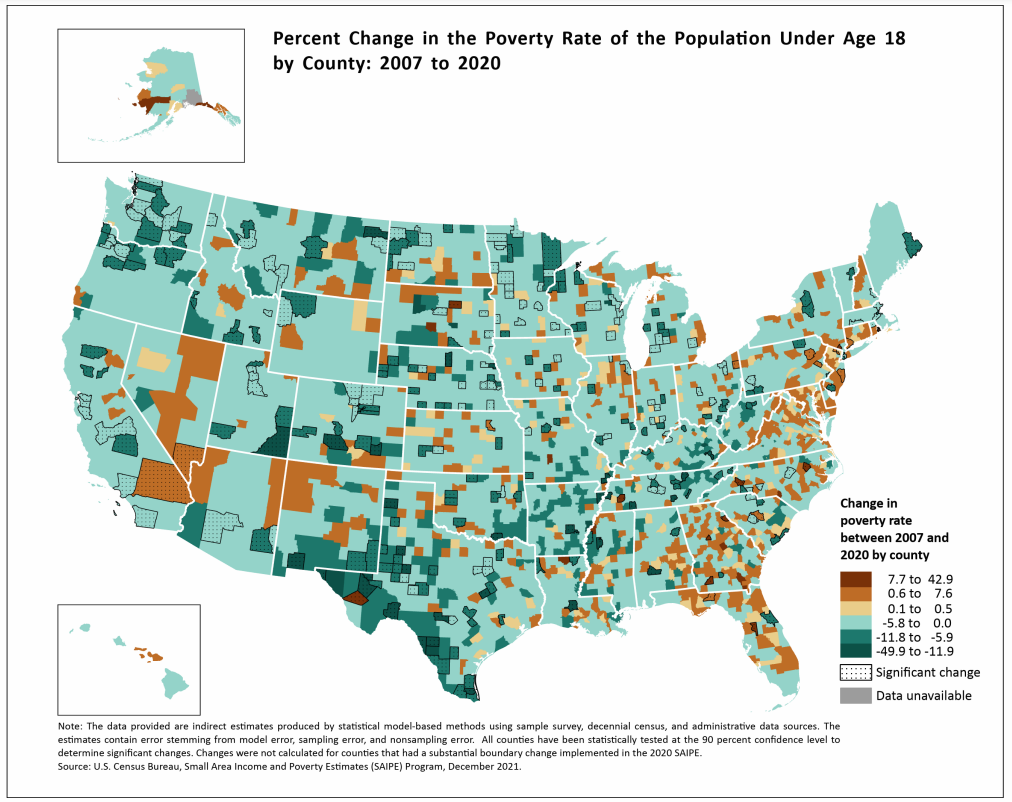 Percent Change in the Poverty Rate of the Population Under Age 18
by County: 2007 to 2020
Change in
poverty rate
between 2007 and
2020 by county
7.7 to 42.9
0.6 to 7.6
0.1 to 0.5
-5.8 to 0.0
-11.8 to -5.9
-49.9 to -11.9
Significant change
Data unavailable
Note: The data provided are indirect estimates produced by statistical model-based methods using sample survey, decennial census, and administrative data sources. The
estimates contain error stemming from model error, sampling error, and nonsampling error. All counties have been statistically tested at the 90 percent confidence level to
determine significant changes. Changes were not calculated for counties that had a substantial boundary change implemented in the 2020 SAIPE.
Source: U.S. Census Bureau, Small Area Income and Poverty Estimates (SAIPE) Program, December 2021.